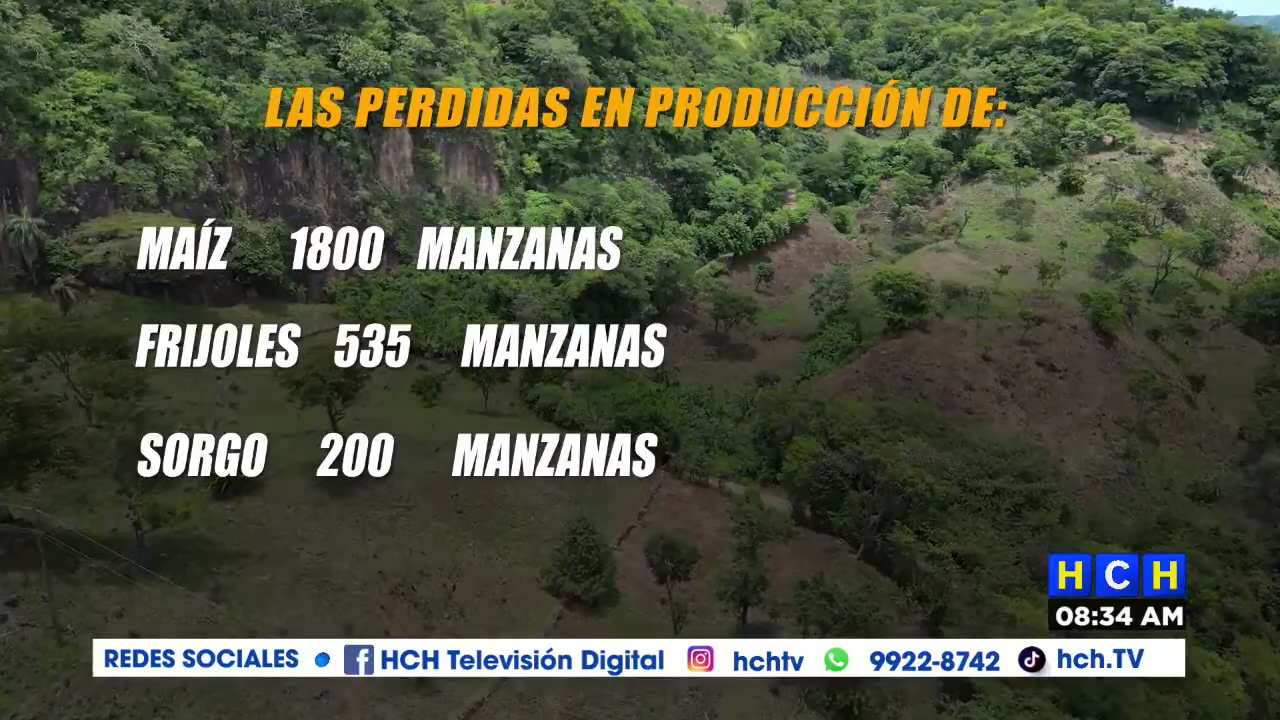 LAS PERDIDAS EN PRODUCCIÓN DE:
MAÍZ 1800 MANZANAS
FRIJOLES 535 MANZANAS
SORGO 200 MANZANAS
HCH
08:34 AM
REDES SOCIALES HCH Televisión Digital hchtv 9922-8742 hch.TV